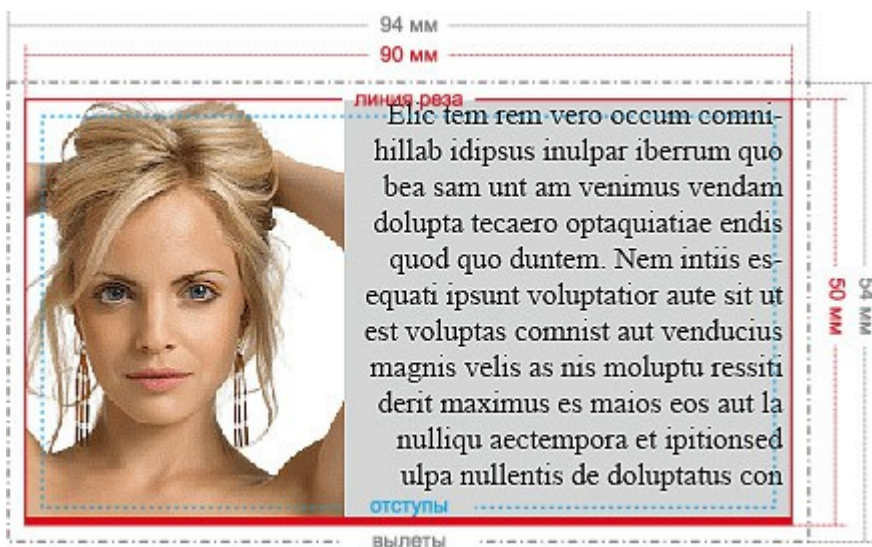 94 мм
90 мм
линия реза
Elic tem rem vero occum comni-
hillab idipsus inulpar iberrum quo
bea sam unt am venimus vendam
dolupta tecaero optaquiatiae endis
quod quo duntem. Nem intiis es-
equati ipsunt voluptatior aute sit ut
est voluptas comnist aut venducius
magnis velis as nis moluptu ressiti
derit maximus es maios eos aut la
nulliqu aectempora et ipitionsed
ulpa nullentis de doluptatus con
50 мм
54 мм
отступы
вылеты